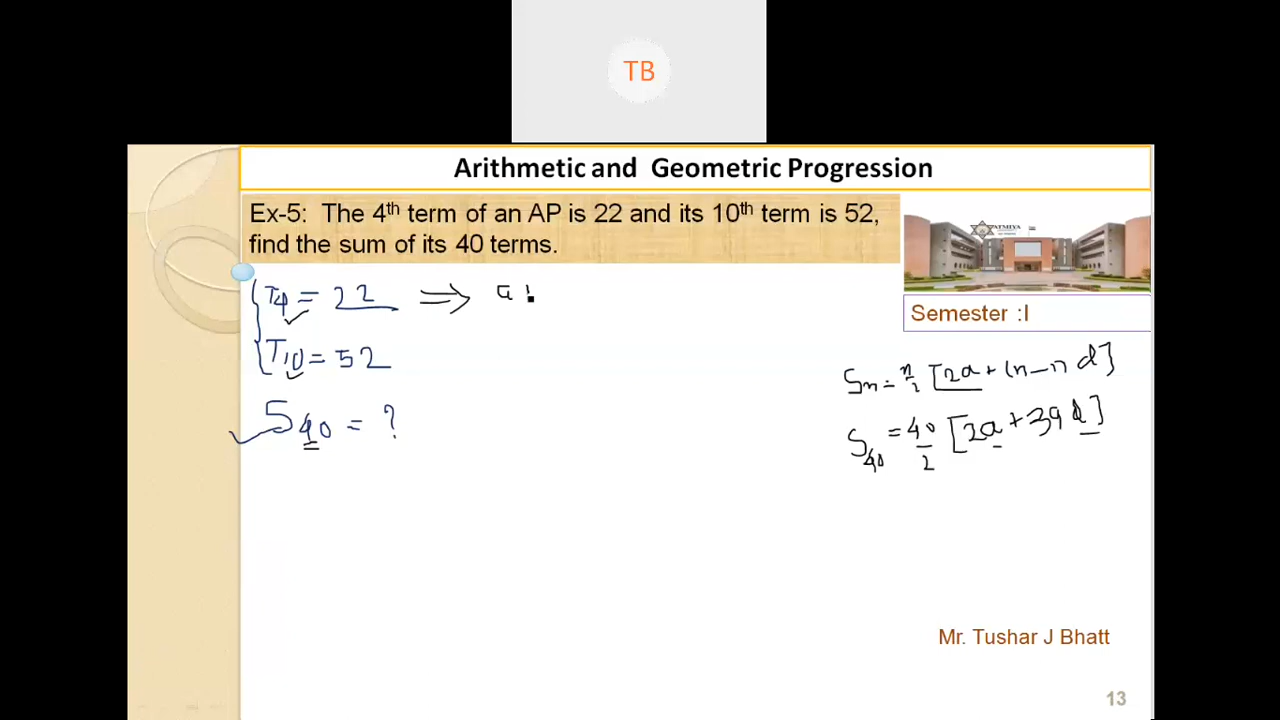 TB
Arithmetic and Geometric Progression
Ex-5: The 4th term of an AP is 22 and its 10th term is 52,
find the sum of its 40 terms.
ATMIYA
T4 = 22 ⇒ a
T10 = 52
S40 = ?
Semester :I
Sn = n/2 [2a + (n-1) d]
S40 = 40/2 [2a + 39d]
Mr. Tushar J Bhatt
13